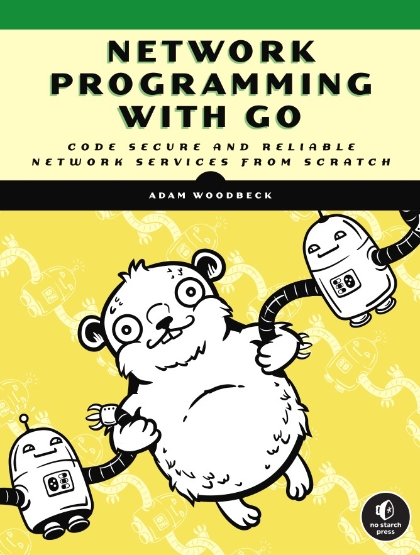 NETWORK
PROGRAMMING
WITH GO
CODE SECURE AND RELIABLE
NETWORK SERVICES FROM SCRATCH
ADAM WOODBECK
no starch
press